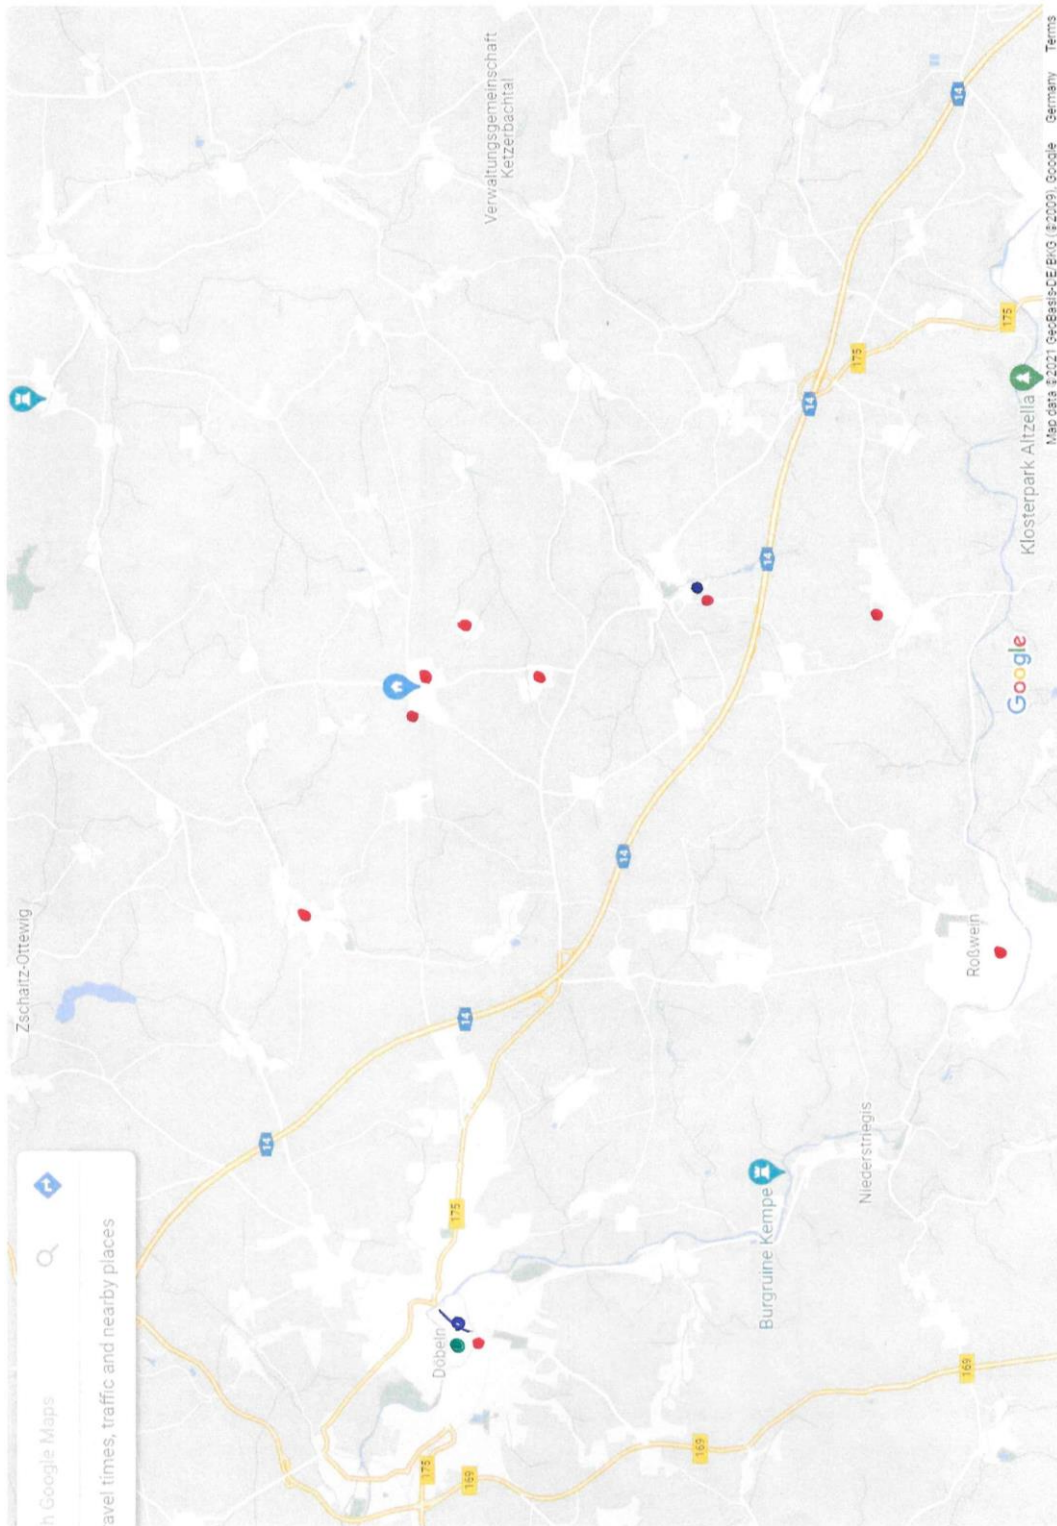 h Google Maps
avel times, traffic and nearby places
Zschaitz-Ottewig
Verwaltungsgemeinschaft
Ketzerbachtal
14
14
175
Döbeln
175
169
14
14
14
14
175
175
169
169
Burgruine Kempe
Niederstriegis
Roßwein
Klosterpark Altzella
Google
Map data ©2021 GeoBasis-DE/BKG (©2009), Google Germany Terms